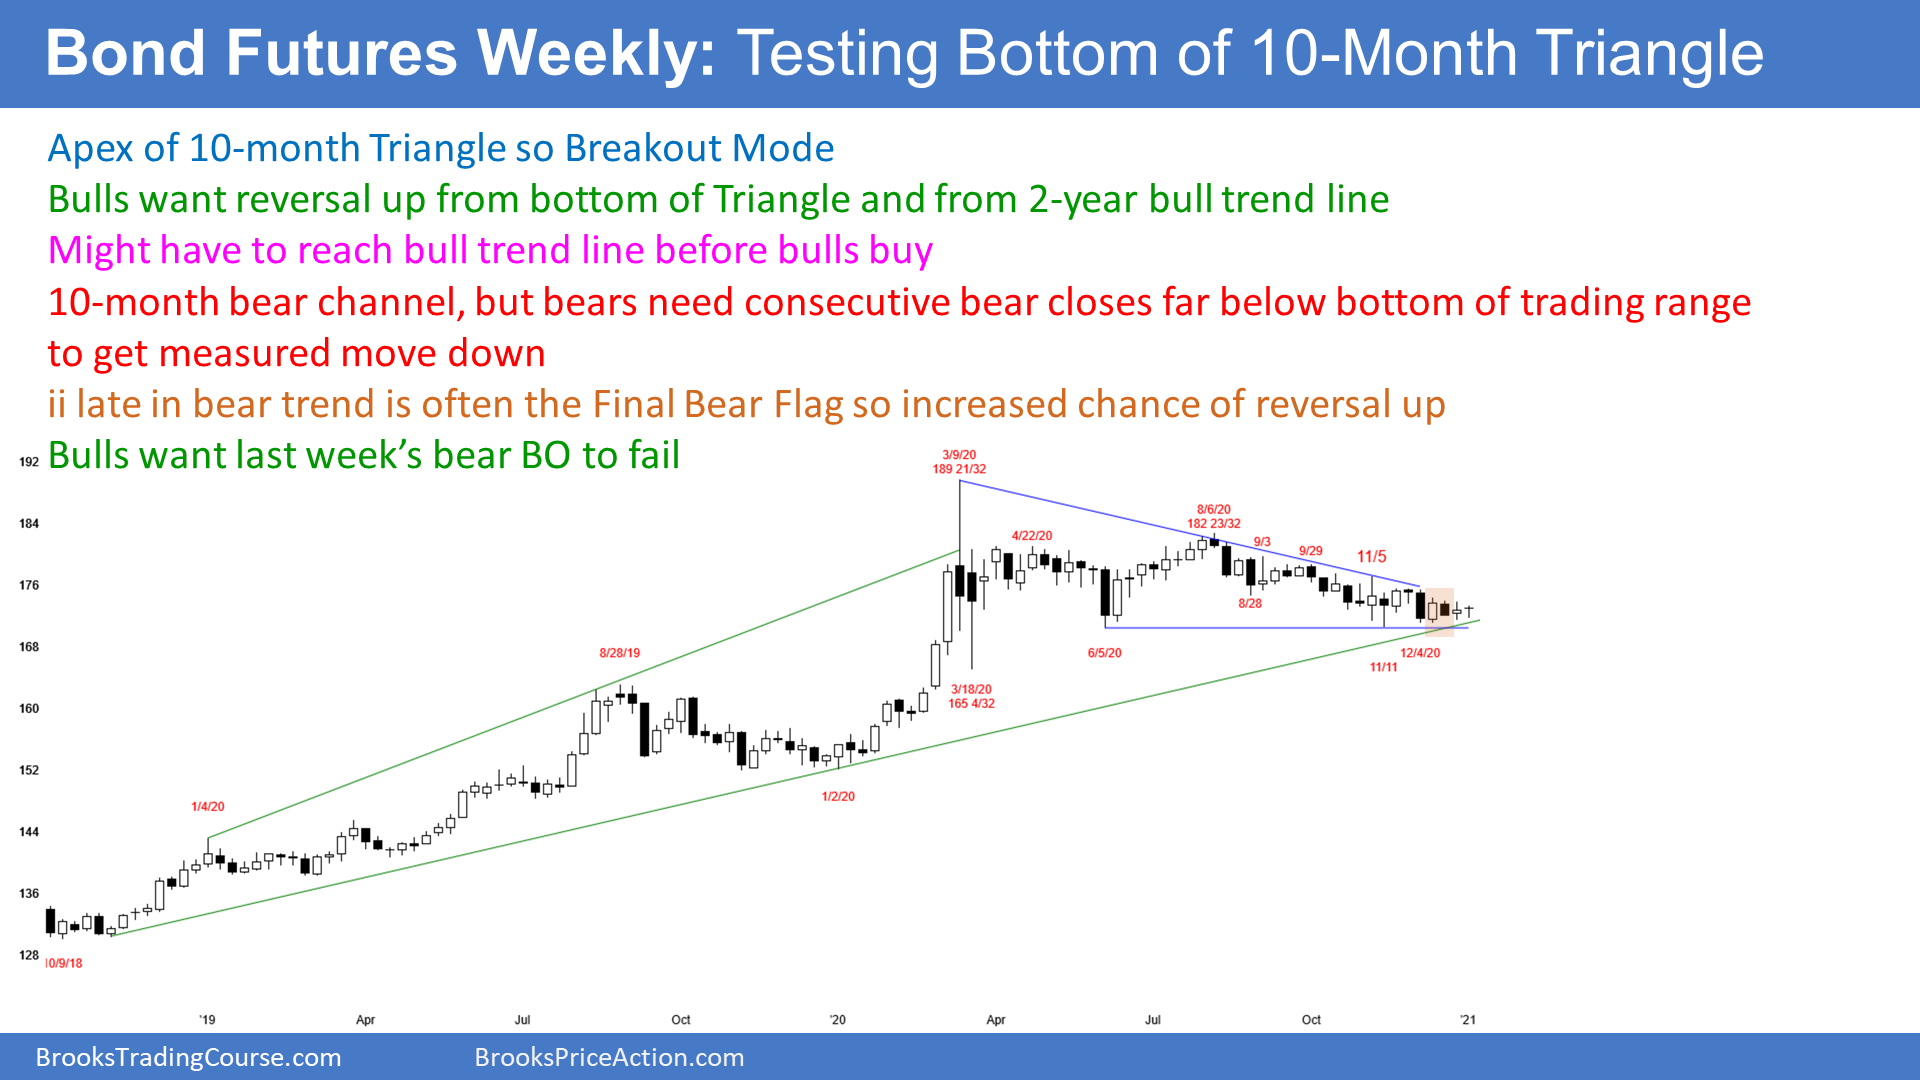 Bond Futures Weekly: Testing Bottom of 10-Month Triangle
Apex of 10-month Triangle so Breakout Mode
Bulls want reversal up from bottom of Triangle and from 2-year bull trend line
Might have to reach bull trend line before bulls buy
10-month bear channel, but bears need consecutive bear closes far below bottom of trading range
to get measured move down
ii late in bear trend is often the Final Bear Flag so increased chance of reversal up
Bulls want last week’s bear BO to fail
192
184
176
168
160
152
144
136
128
10/9/18
1/4/20
8/28/19
1/2/20
3/9/20
189 21/32
3/18/20
165 4/32
4/22/20
6/5/20
8/6/20
182 23/32
8/28
9/3
9/29
11/5
11/11
12/4/20
'19
Apr
Jul
Oct
'20
Apr
Jul
Oct
'21
BrooksTradingCourse.com
BrooksPriceAction.com